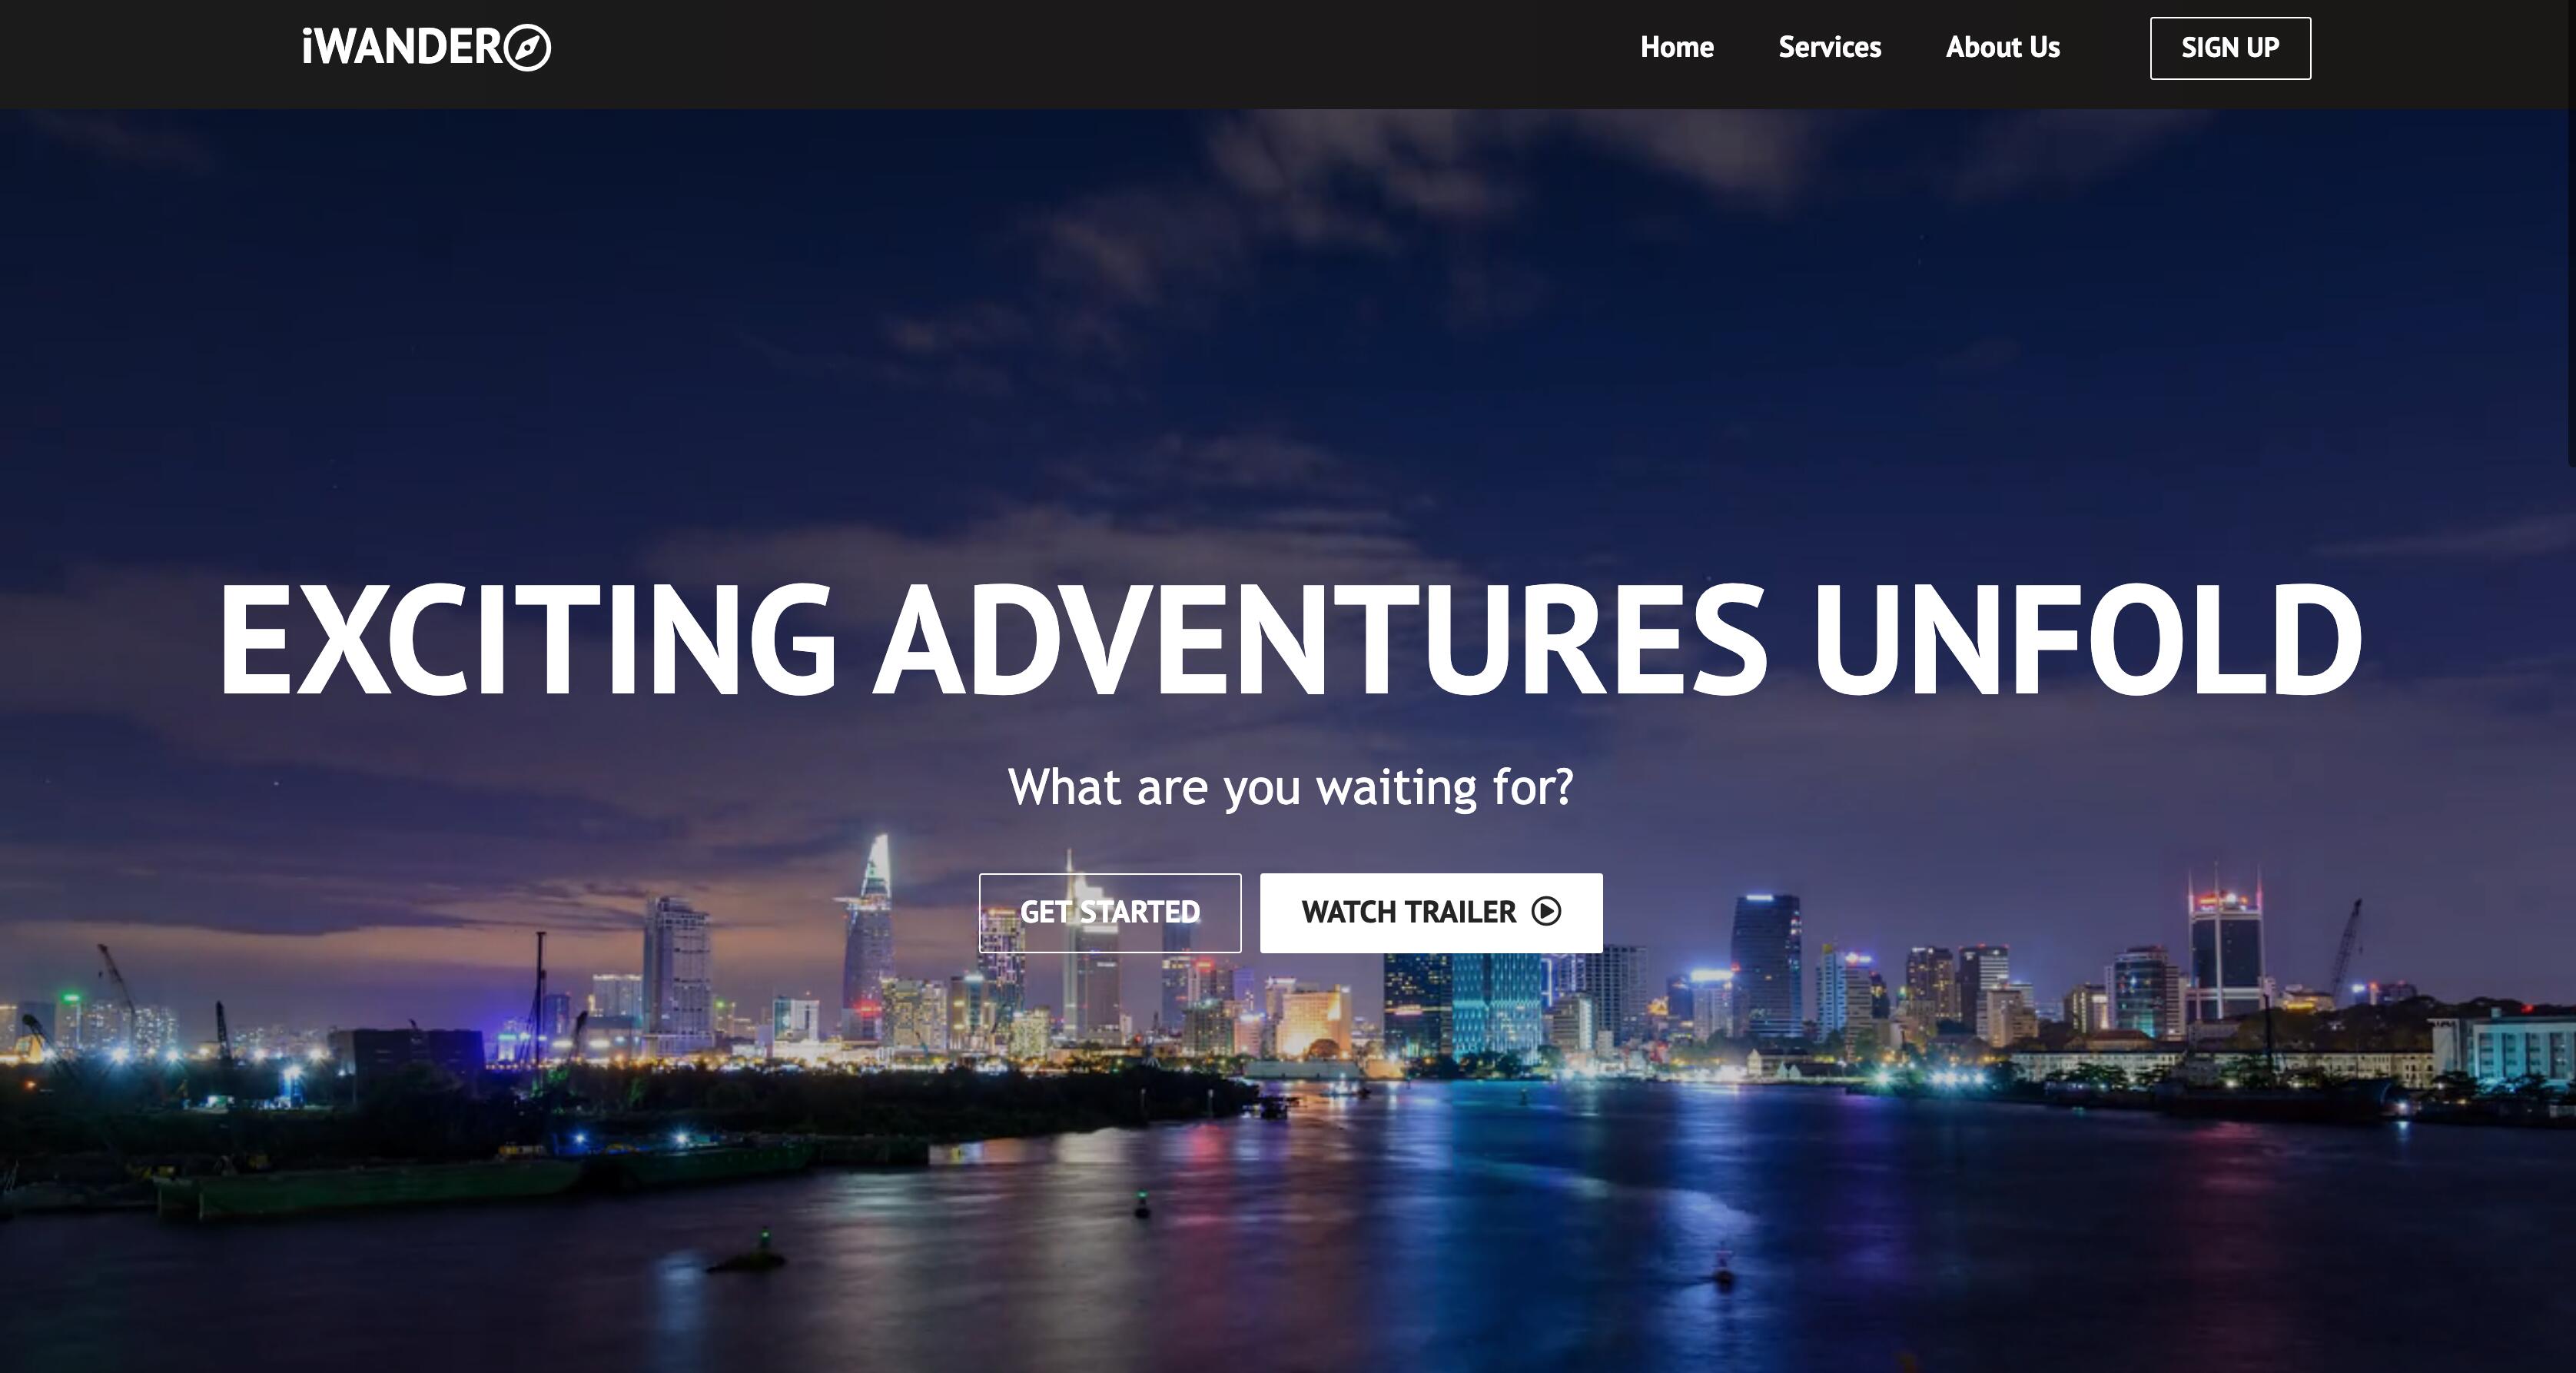 iWANDER
Home
Services
About Us
SIGN UP
EXCITING ADVENTURES UNFOLD
What are you waiting for?
GET STARTED
WATCH TRAILER